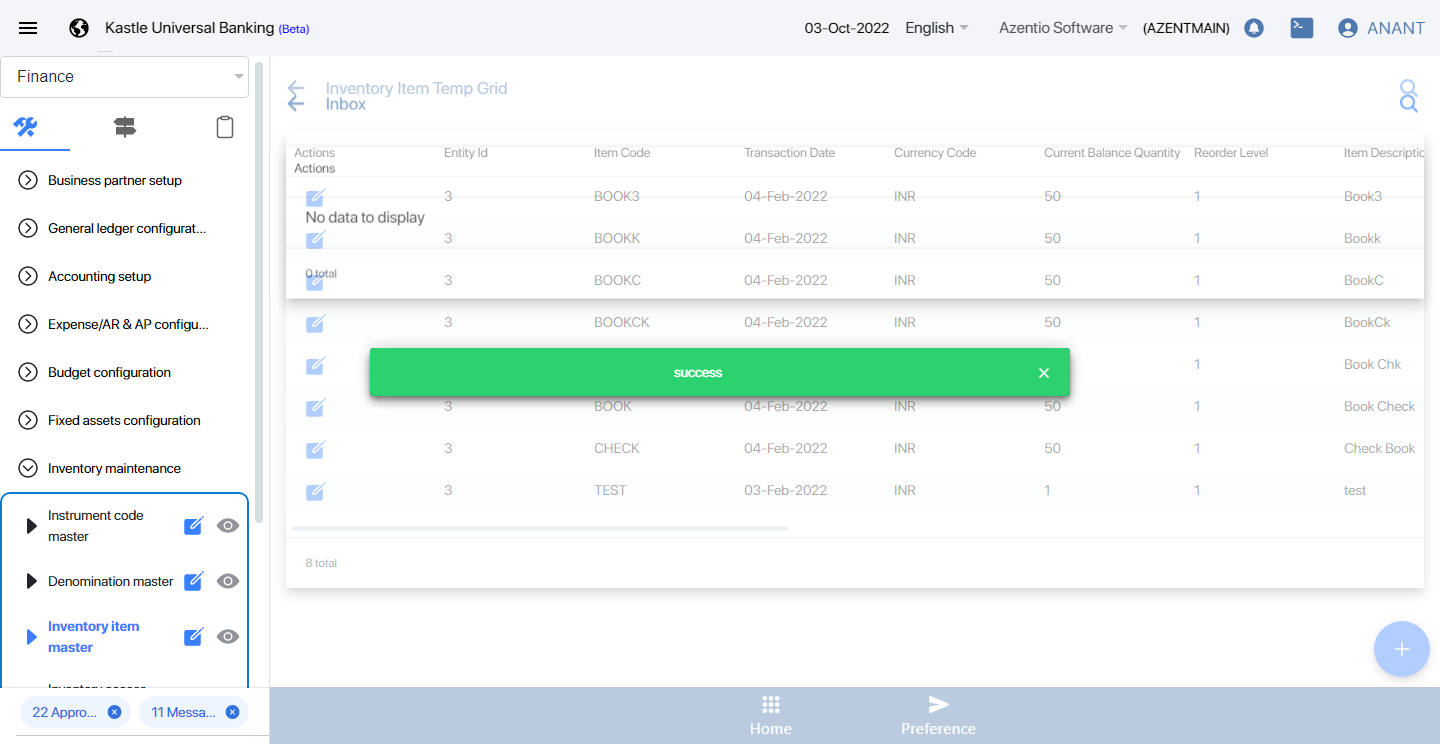 Kastle Universal Banking (Beta)
03-Oct-2022
English
Azentio Software
(AZENTMAIN)
ANANT
Finance
Business partner setup
General ledger configurat...
Accounting setup
Expense/AR & AP configu...
Budget configuration
Fixed assets configuration
Inventory maintenance
Instrument code
master
Denomination master
Inventory item
master
22 Appro...
11 Messa...
Inventory Item Temp Grid
Inbox
Actions Entity Id Item Code Transaction Date Currency Code Current Balance Quantity Reorder Level Item Descriptio
Actions
3 BOOK3 04-Feb-2022 INR 50 1 Book3
No data to display
3 BOOKK 04-Feb-2022 INR 50 1 Bookk
0 total
3 BOOKC 04-Feb-2022 INR 50 1 BookC
3 BOOKCK 04-Feb-2022 INR 50 1 BookCk
1 Book Chk
success
3 BOOK 04-Feb-2022 INR 50 1 Book Check
3 CHECK 04-Feb-2022 INR 50 1 Check Book
3 TEST 03-Feb-2022 INR 1 1 test
8 total
Home
Preference